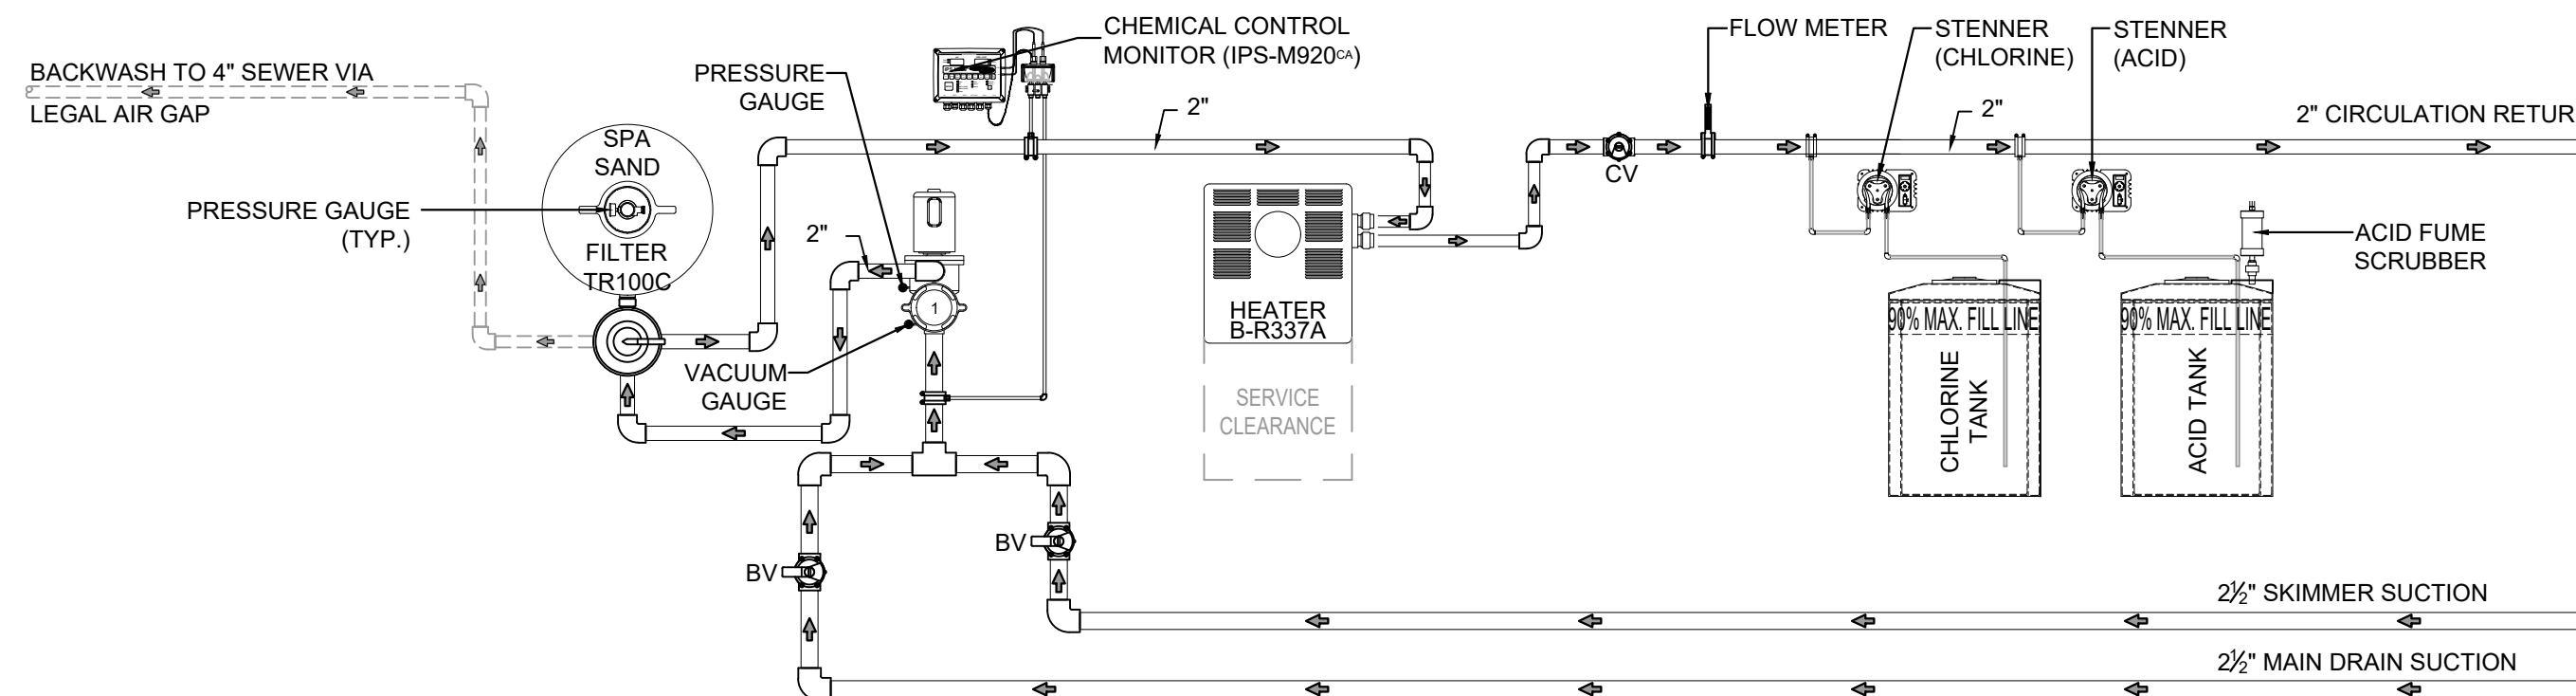 BACKWASH TO 4" SEWER VIA
LEGAL AIR GAP
SPA
SAND
FILTER
TR100C
PRESSURE GAUGE
(TYP.)
PRESSURE
GAUGE
2"
1
VACUUM
GAUGE
CHEMICAL CONTROL
MONITOR (IPS-M920CA)
2"
HEATER
B-R337A
SERVICE
CLEARANCE
CV
FLOW METER
STENNER
(CHLORINE)
2"
STENNER
(ACID)
2" CIRCULATION RETUR
ACID FUME
SCRUBBER
90% MAX. FILL LINE
CHLORINE
TANK
90% MAX. FILL LINE
ACID TANK
BV
BV
2½" SKIMMER SUCTION
2½" MAIN DRAIN SUCTION